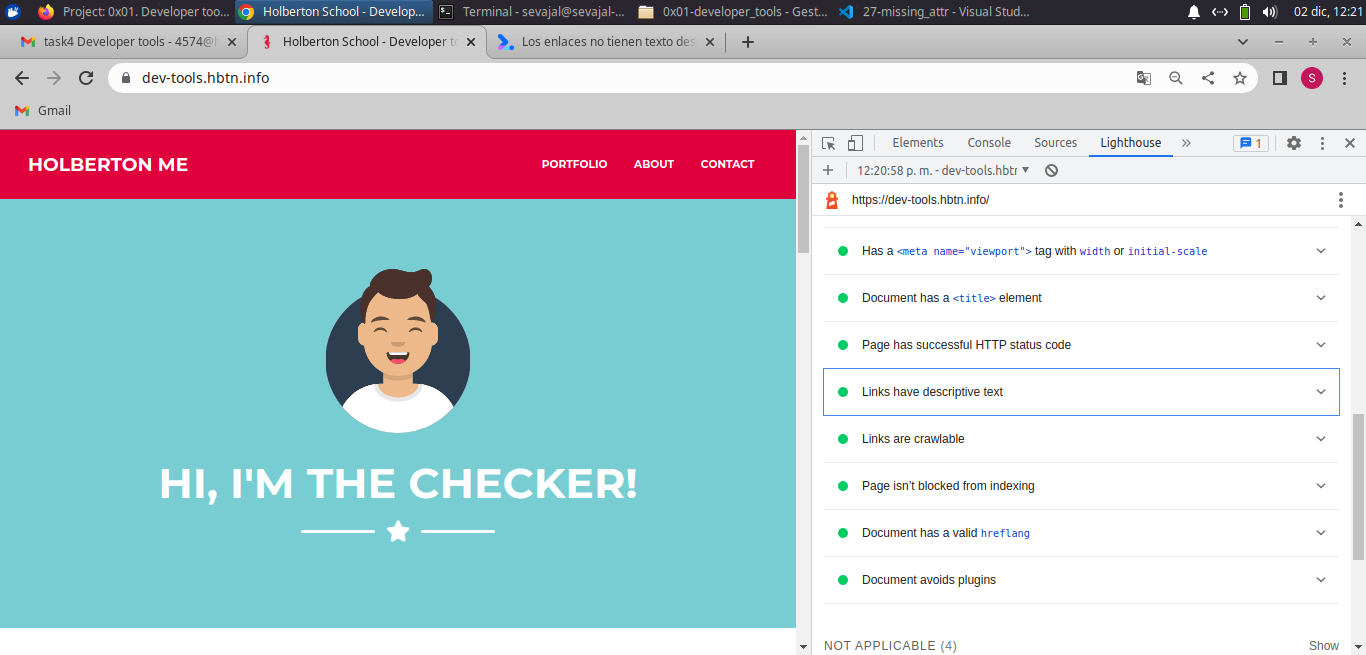 Project: 0x01. Developer too...
Holberton School - Develop...
Terminal - sevajal@sevajal-...
0x01-developer_tools - Gest...
27-missing_attr - Visual Stud...
02 dic, 12:21
task4 Developer tools - 4574@h
Holberton School - Developer to
Los enlaces no tienen texto des
dev-tools.hbtn.info
S
Gmail
HOLBERTON ME
PORTFOLIO
ABOUT
CONTACT
HI, I'M THE CHECKER!
Elements
Console
Sources
Lighthouse
1
12:20:58 p. m. - dev-tools.hbtn
https://dev-tools.hbtn.info/
Has a <meta name="viewport"> tag with width or initial-scale
Document has a <title> element
Page has successful HTTP status code
Links have descriptive text
Links are crawlable
Page isn't blocked from indexing
Document has a valid hreflang
Document avoids plugins
NOT APPLICABLE (4)
Show